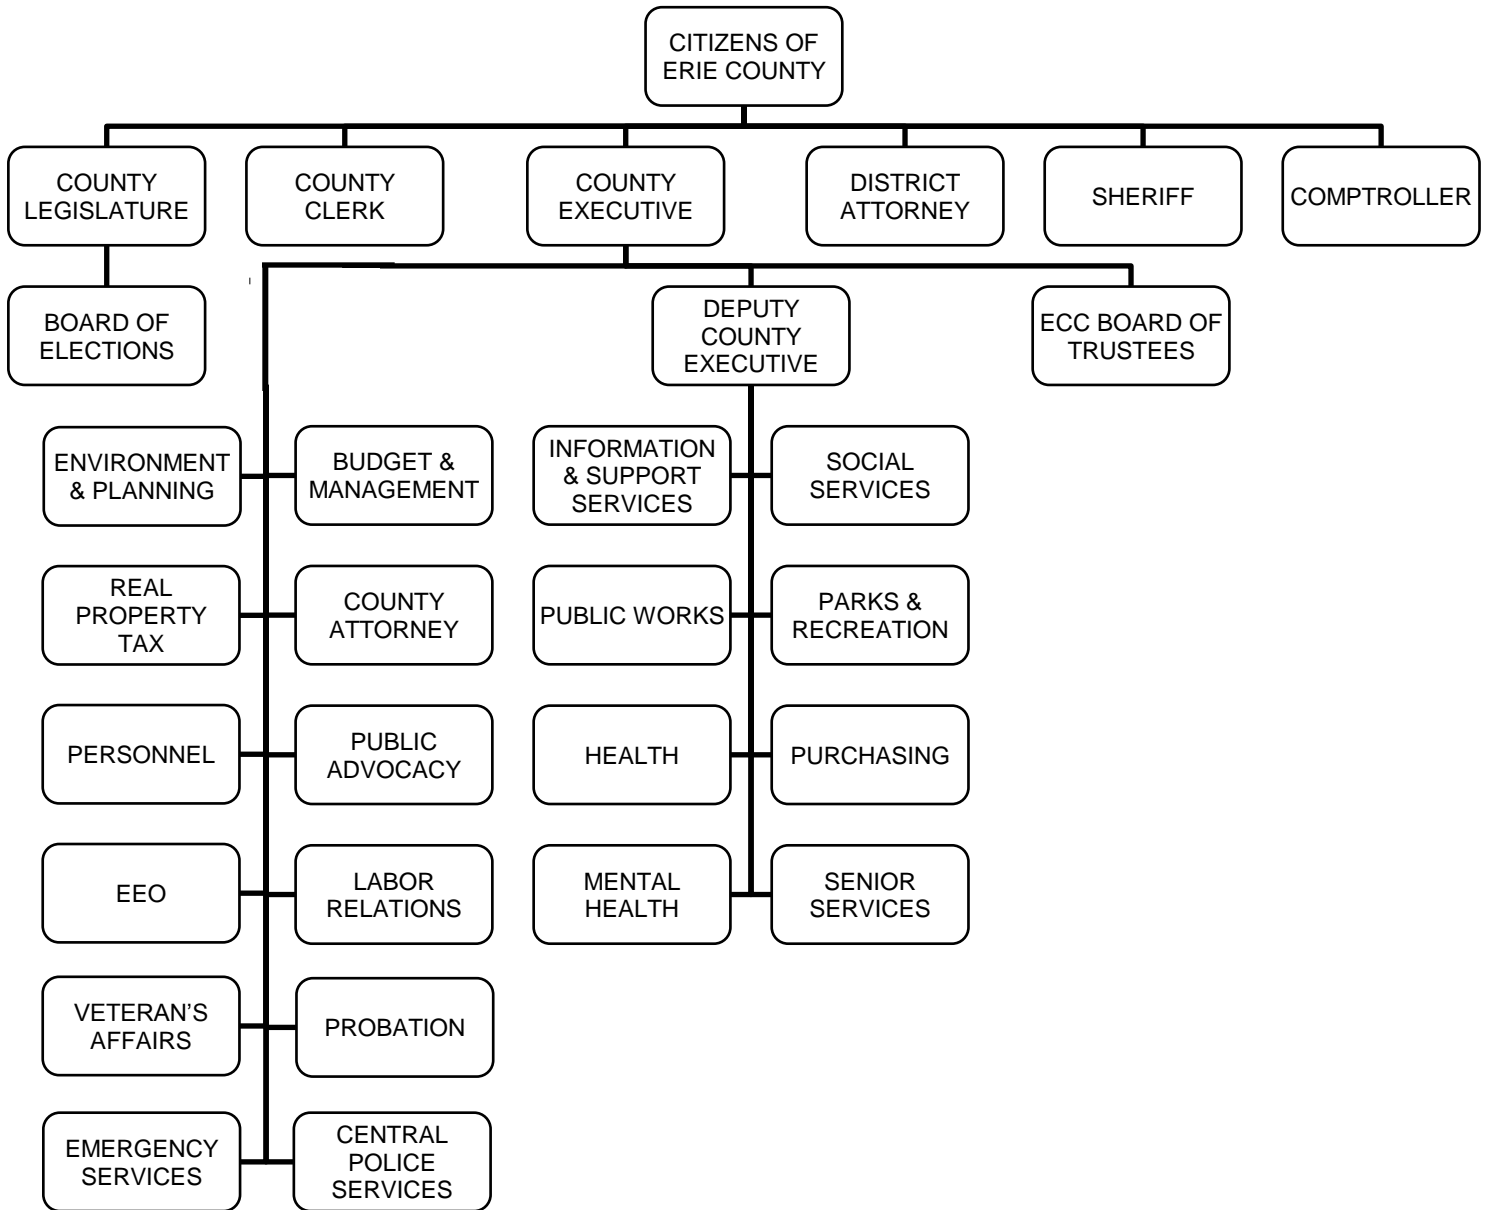 CITIZENS OF
ERIE COUNTY
COUNTY
LEGISLATURE
COUNTY
CLERK
COUNTY
EXECUTIVE
DISTRICT
ATTORNEY
SHERIFF
COMPTROLLER
BOARD OF
ELECTIONS
DEPUTY
COUNTY
EXECUTIVE
ECC BOARD OF
TRUSTEES
ENVIRONMENT
& PLANNING
BUDGET &
MANAGEMENT
INFORMATION
& SUPPORT
SERVICES
SOCIAL
SERVICES
REAL
PROPERTY
TAX
COUNTY
ATTORNEY
PUBLIC WORKS
PARKS &
RECREATION
PERSONNEL
PUBLIC
ADVOCACY
HEALTH
PURCHASING
EEO
LABOR
RELATIONS
MENTAL
HEALTH
SENIOR
SERVICES
VETERAN’S
AFFAIRS
PROBATION
EMERGENCY
SERVICES
CENTRAL
POLICE
SERVICES